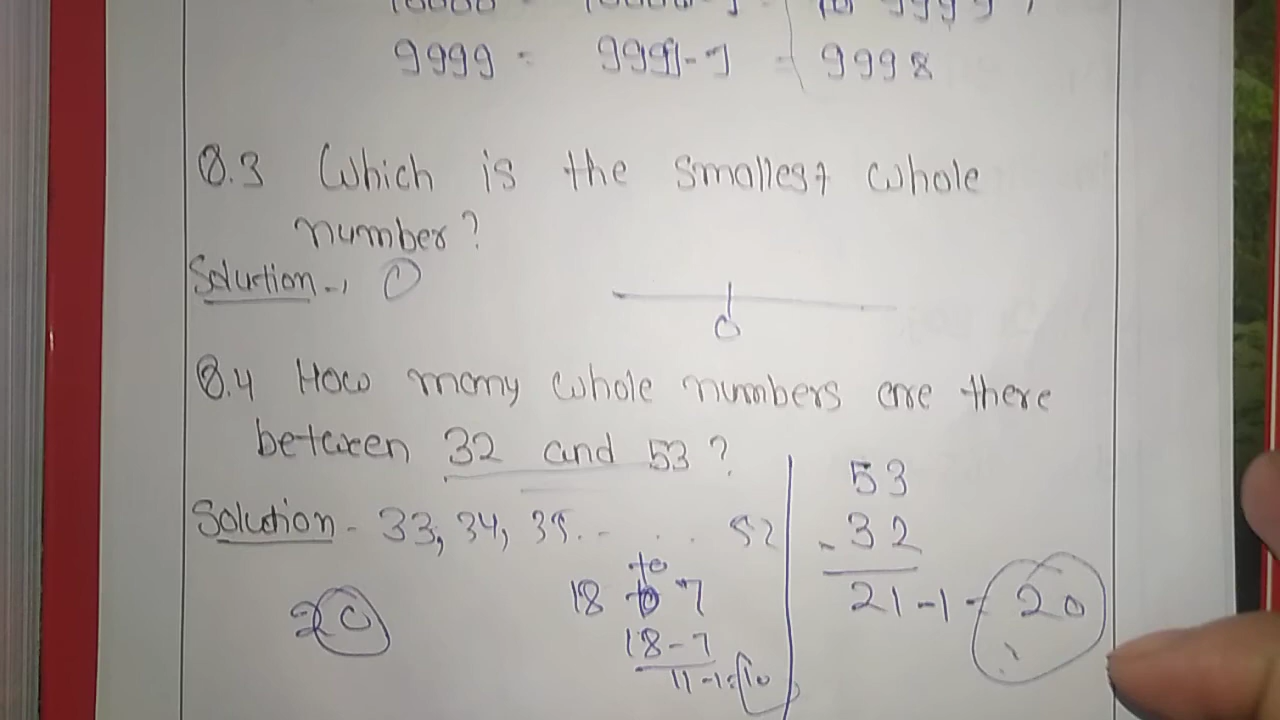 9999 = 9999-1 = 9998
Q.3 Which is the smallest whole
number?
Solution -, 0
0
Q.4 How many whole numbers are there
between 32 and 53?
Solution - 33, 34, 35. - . . 52
20
to
18 to 7
18-7
11-1=10
53
-32
21-1 = 20